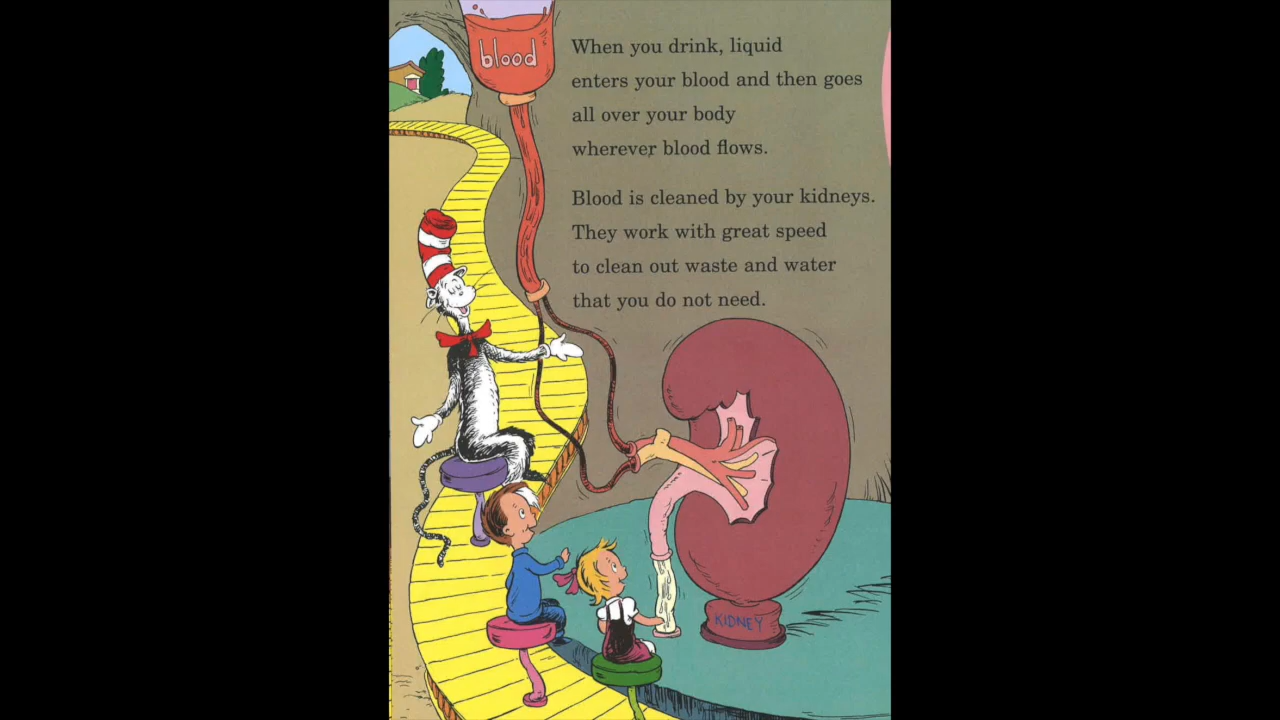 blood
When you drink, liquid
enters your blood and then goes
all over your body
wherever blood flows.
Blood is cleaned by your kidneys.
They work with great speed
to clean out waste and water
that you do not need.
KIDNEY